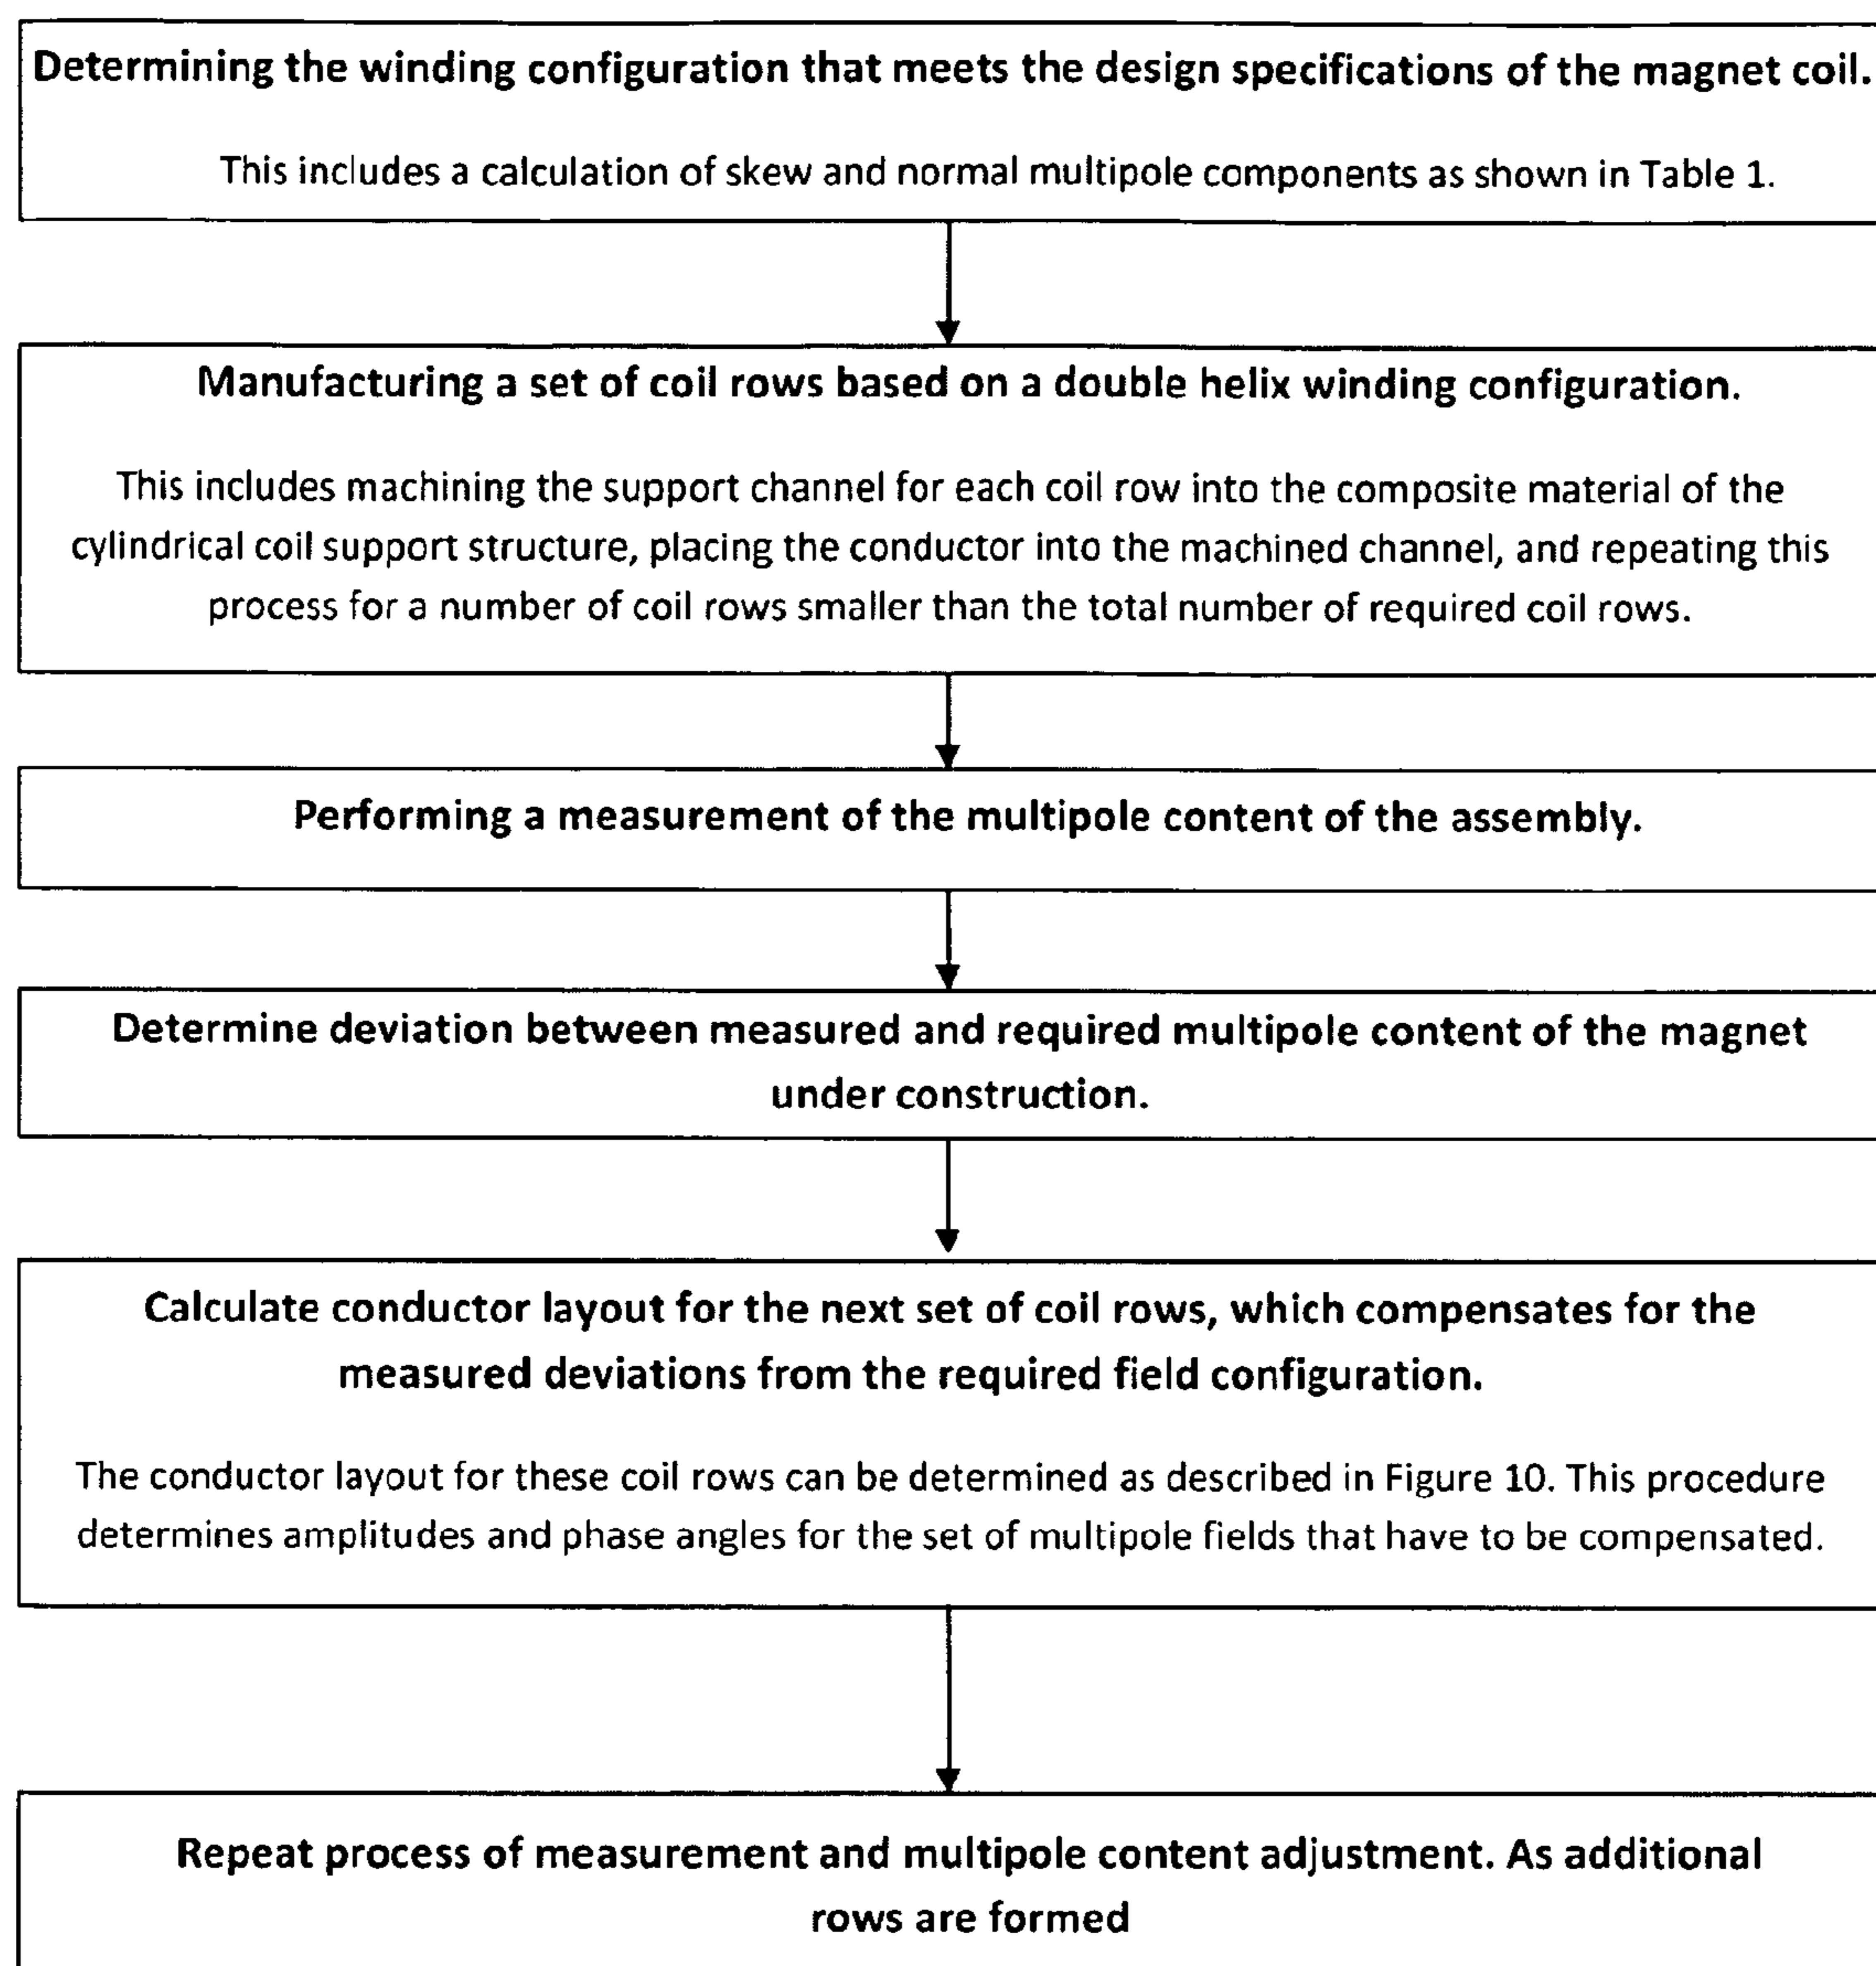 Determining the winding configuration that meets the design specifications of the magnet coil.
This includes a calculation of skew and normal multipole components as shown in Table 1.
Manufacturing a set of coil rows based on a double helix winding configuration.
This includes machining the support channel for each coil row into the composite material of the
cylindrical coil support structure, placing the conductor into the machined channel, and repeating this
process for a number of coil rows smaller than the total number of required coil rows.
Performing a measurement of the multipole content of the assembly.
Determine deviation between measured and required multipole content of the magnet
under construction.
Calculate conductor layout for the next set of coil rows, which compensates for the
measured deviations from the required field configuration.
The conductor layout for these coil rows can be determined as described in Figure 10. This procedure
determines amplitudes and phase angles for the set of multipole fields that have to be compensated.
Repeat process of measurement and multipole content adjustment. As additional
rows are formed